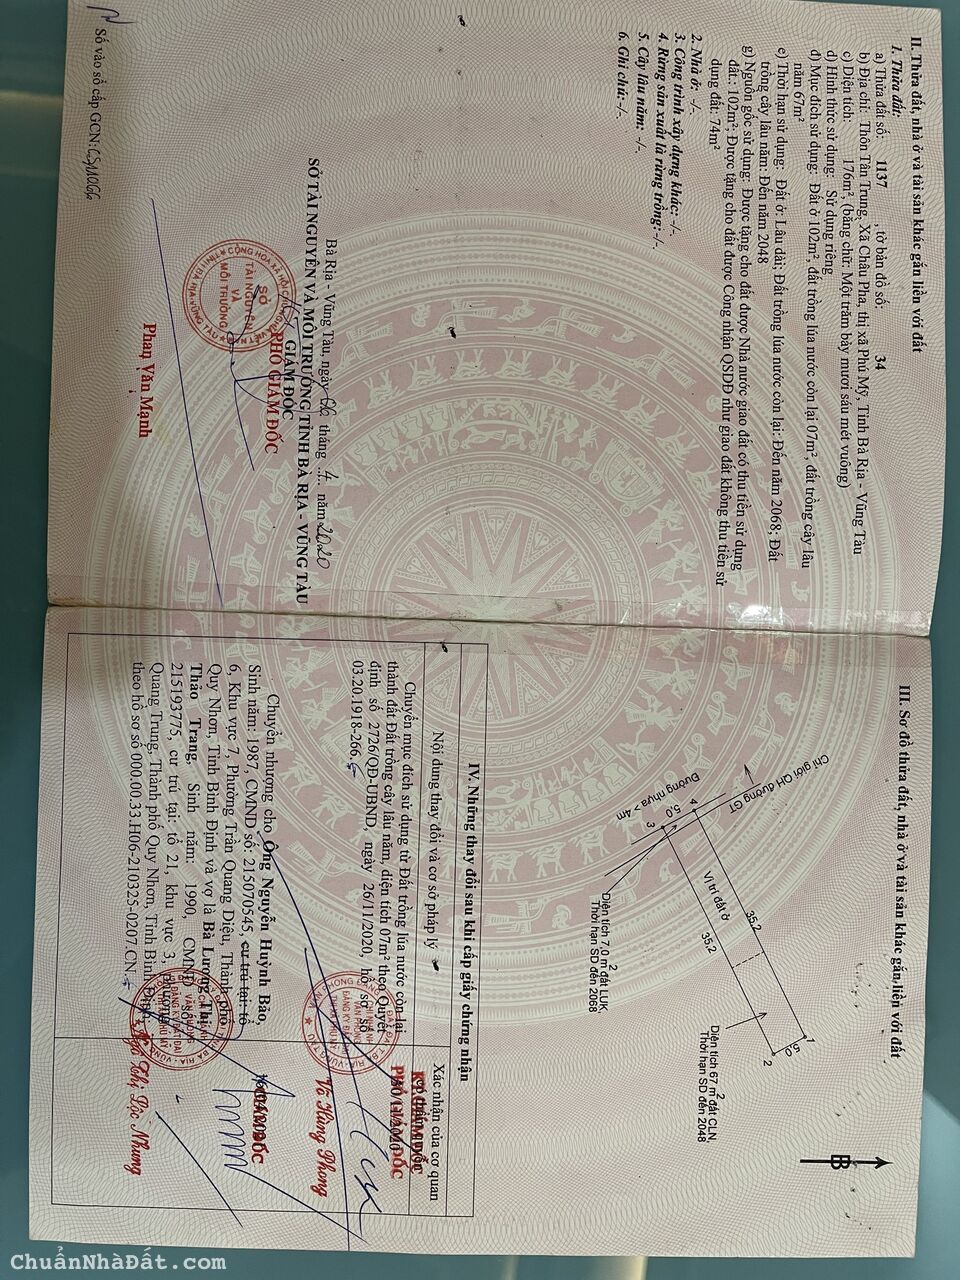 II. Thửa đất, nhà ở và tài sản khác gắn liền với đất
1. Thửa đất:
a) Thửa đất số: 1137 , tờ bản đồ số: 34
b) Địa chỉ: Thôn Tân Trung, Xã Châu Pha, thị xã Phú Mỹ, Tỉnh Bà Rịa - Vũng Tàu
c) Diện tích: 176m², (bằng chữ: Một trăm bảy mươi sáu mét vuông)
d) Hình thức sử dụng: Sử dụng riêng
đ) Mục đích sử dụng: Đất ở 102m², đất trồng lúa nước còn lại 07m², đất trồng cây lâu
năm 67m²
e) Thời hạn sử dụng: Đất ở: Lâu dài; Đất trồng lúa nước còn lại: Đến năm 2068; Đất
trồng cây lâu năm: Đến năm 2048
g) Nguồn gốc sử dụng: Được tặng cho đất được Nhà nước giao đất có thu tiền sử dụng
đất.: 102m², Được tặng cho đất được Công nhận QSDĐ như giao đất không thu tiền sử
dụng đất: 74m²
2. Nhà ở: -/-.
3. Công trình xây dựng khác: -/-.
4. Rừng sản xuất là rừng trồng:-/-.
5. Cây lâu năm: -/-.
6. Ghi chú:-/-.
Bà Rịa - Vũng Tàu, ngày 06 tháng 4 năm 2020
SỞ TÀI NGUYÊN VÀ MÔI TRƯỜNG TỈNH BÀ RỊA - VŨNG TÀU
GIÁM ĐỐC
PHÓ GIÁM ĐỐC
SỞ
TÀI NGUYÊN
VÀ
MÔI TRƯỜNG
Phan Văn Mạnh
Số vào sổ cấp GCN: CS11066
III. Sơ đồ thửa đất, nhà ở và tài sản khác gắn liền với đất
Chỉ giới QH đường GT
Đường nhựa, 4m
5,0
4
3
Vị trí đất ở
35,2
35,2
1
5,0
2
Diện tích 7,0 m² đất LUK,
Thời hạn SD đến 2068
Diện tích 67 m² đất CLN,
Thời hạn SD đến 2048
B
IV. Những thay đổi sau khi cấp giấy chứng nhận
Nội dung thay đổi và cơ sở pháp lý
Xác nhận của cơ quan
Chuyển mục đích sử dụng từ Đất trồng lúa nước còn lại
thành đất Đất trồng cây lâu năm, diện tích 07m² theo Quyết
định số 2726/QĐ-UBND, ngày 26/11/2020, hồ sơ số
03.20.1918-266.
PHÓ GIÁM ĐỐC
Võ Hùng Phong
Chuyển nhượng cho Ông Nguyễn Huỳnh Bảo,
Sinh năm: 1987, CMND số: 215070545, cư trú tại: tổ
6, Khu vực 7, Phường Trần Quang Diệu, Thành phố
Quy Nhơn, Tỉnh Bình Định và vợ là Bà Lương Thị
Thảo Trang, Sinh năm: 1990, CMND số:
215193775, cư trú tại: tổ 21, khu vực 3, phường
Quang Trung, Thành phố Quy Nhơn, Tỉnh Bình Định
theo hồ sơ số 000.00.33.H06-210325-0207.CN.
Ngô Thị Lộc Nhung
ChuẩnNhàĐất.com